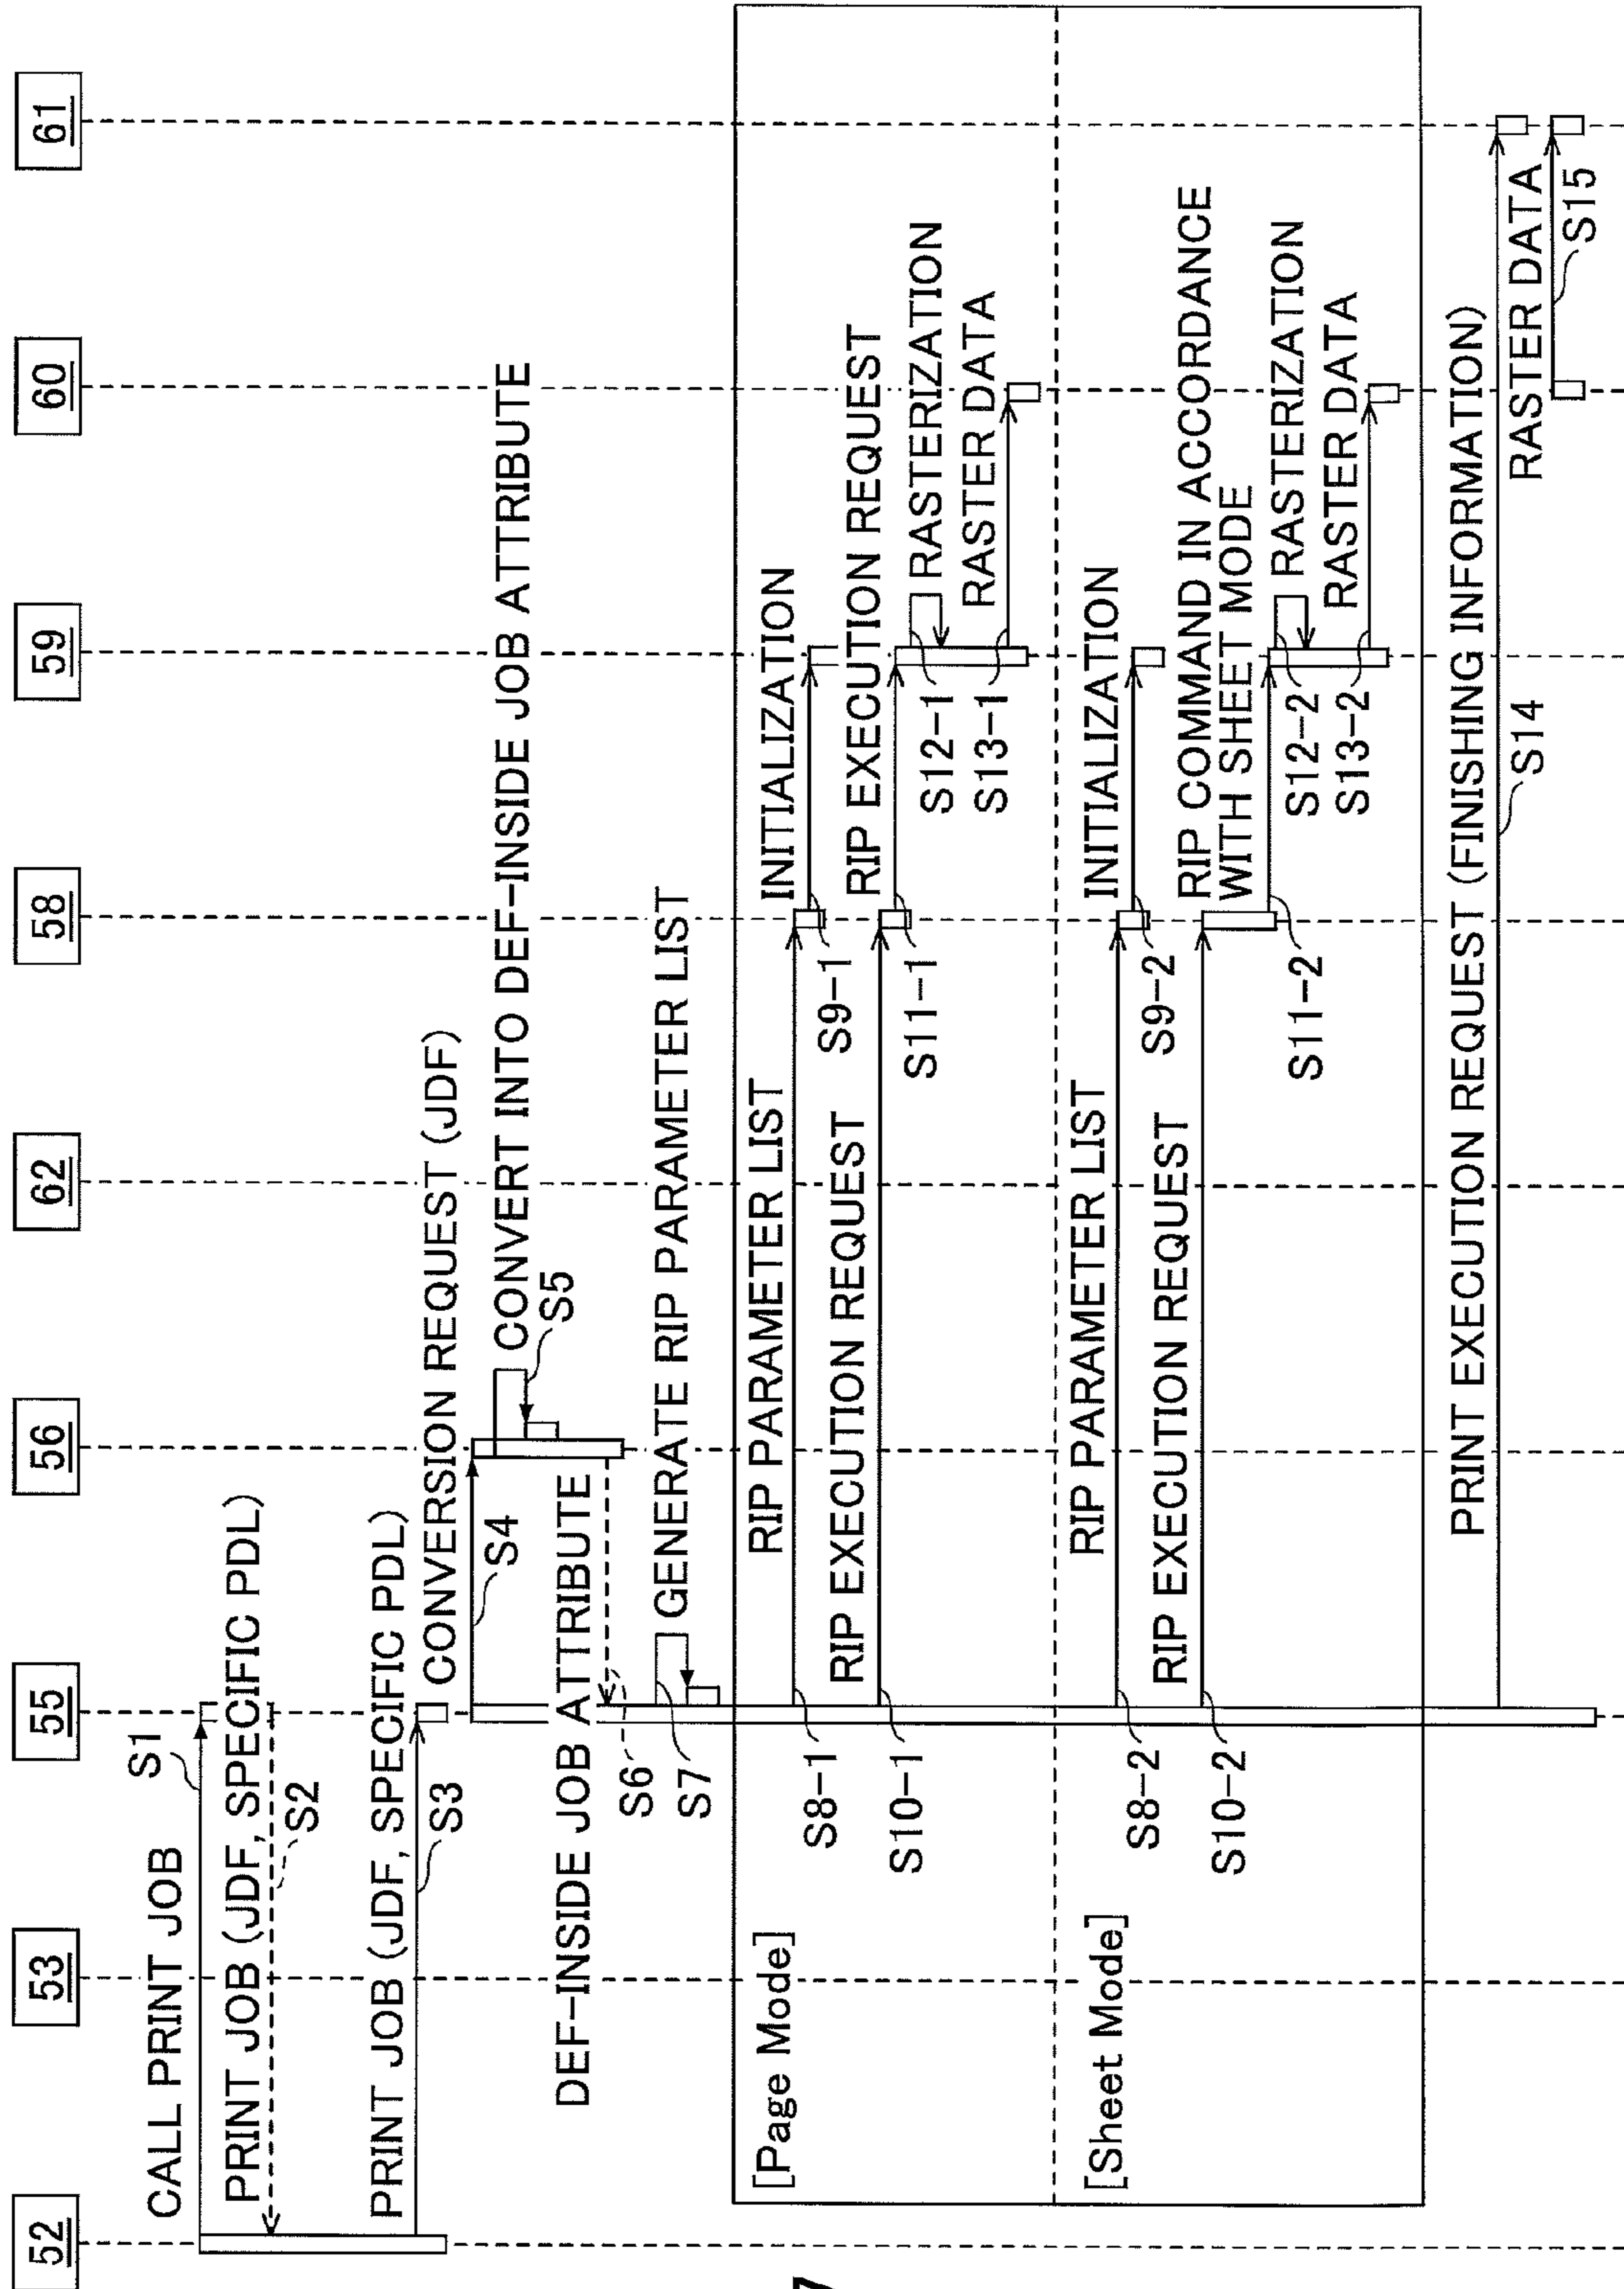 52
53
55
56
62
58
59
60
61
CALL PRINT JOB
S1
PRINT JOB (JDF, SPECIFIC PDL)
S2
PRINT JOB (JDF, SPECIFIC PDL)
S3
CONVERSION REQUEST (JDF)
S4
CONVERT INTO DEF-INSIDE JOB ATTRIBUTE
S5
DEF-INSIDE JOB ATTRIBUTE
S6
GENERATE RIP PARAMETER LIST
S7
[Page Mode]
RIP PARAMETER LIST
S8-1
INITIALIZATION
S9-1
RIP EXECUTION REQUEST
S10-1
RIP EXECUTION REQUEST
S11-1
RASTERIZATION
S12-1
RASTER DATA
S13-1
[Sheet Mode]
RIP PARAMETER LIST
S8-2
INITIALIZATION
S9-2
RIP EXECUTION REQUEST
S10-2
RIP COMMAND IN ACCORDANCE
WITH SHEET MODE
S11-2
RASTERIZATION
S12-2
RASTER DATA
S13-2
PRINT EXECUTION REQUEST (FINISHING INFORMATION)
S14
RASTER DATA
S15